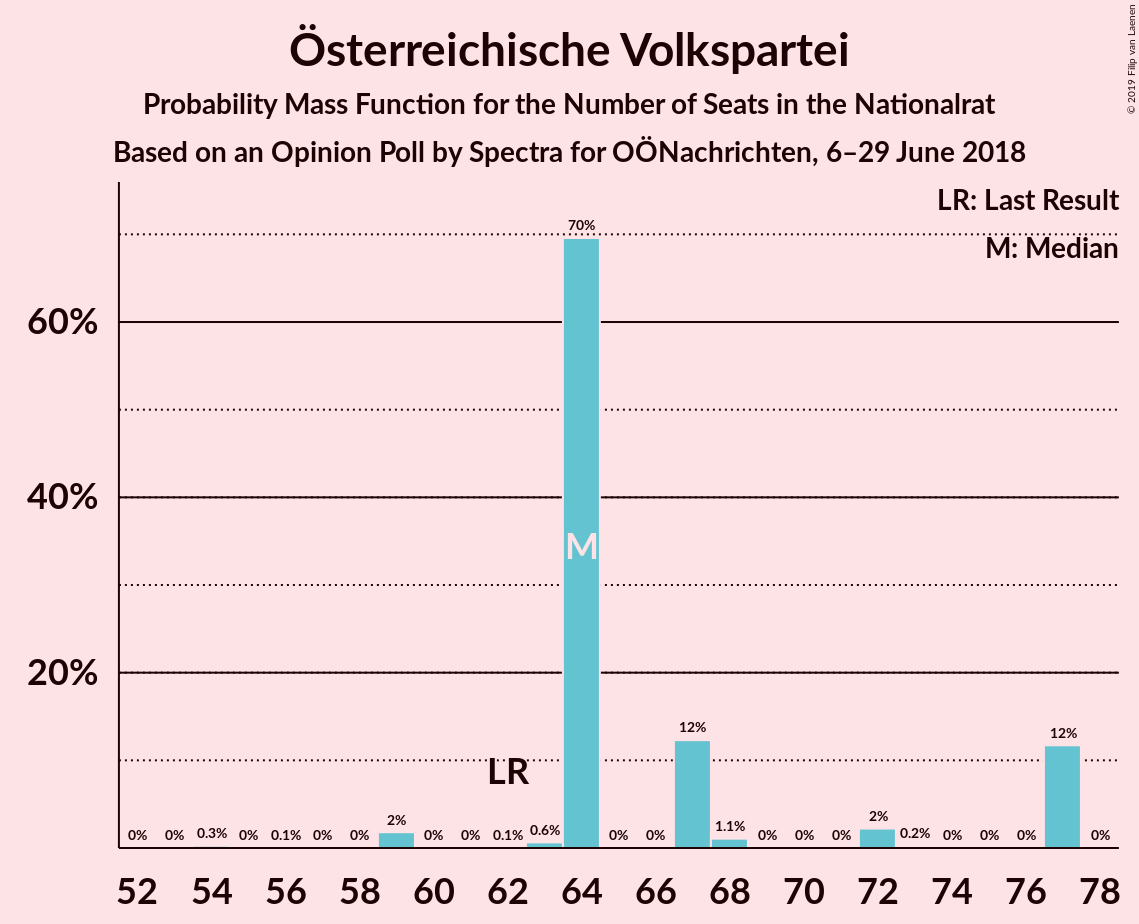 Österreichische Volkspartei
Probability Mass Function for the Number of Seats in the Nationalrat
Based on an Opinion Poll by Spectra for OÖNachrichten, 6–29 June 2018
© 2019 Filip van Laenen
LR: Last Result
M: Median
60%
40%
20%
0% 0% 0.3% 0% 0.1% 0% 0% 2% 0% 0% 0.1% 0.6% 70% 0% 0% 12% 1.1% 0% 0% 0% 2% 0.2% 0% 0% 0% 12% 0%
LR
M
52 54 56 58 60 62 64 66 68 70 72 74 76 78